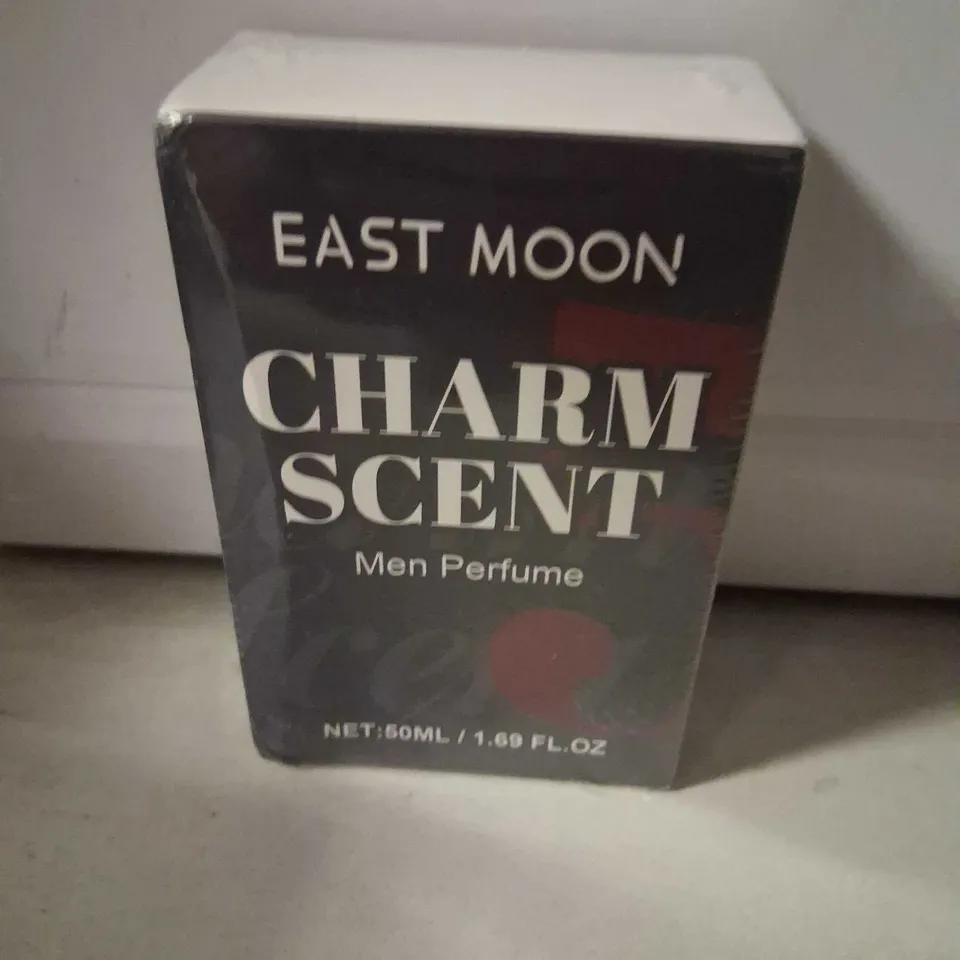 EAST MOON
CHARM
SCENT
Men Perfume
NET:50ML / 1.69 FL.OZ